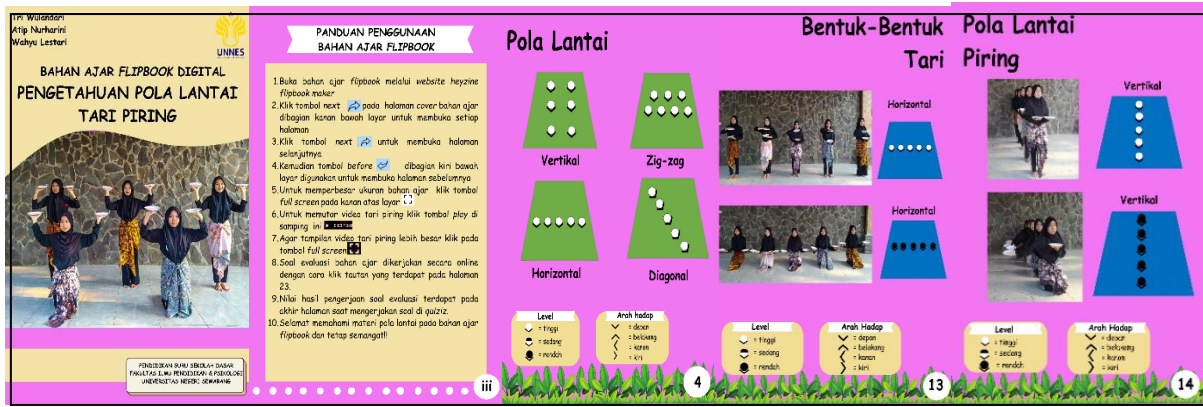 Tri Wulandari
Atip Nurharini
Wahyu Lestari
UNNES
BAHAN AJAR FLIPBOOK DIGITAL
PENGETAHUAN POLA LANTAI
TARI PIRING
PENDIDIKAN GURU SEKOLAH DASAR
FAKULTAS ILMU PENDIDIKAN & PSIKOLOGI
UNIVERSITAS NEGERI SEMARANG
PANDUAN PENGGUNAAN
BAHAN AJAR FLIPBOOK
1.Buka bahan ajar flipbook melalui website heyzine
flipbook maker
2.Klik tombol next pada halaman cover bahan ajar
dibagian kanan bawah layar untuk membuka setiap
halaman
3.Klik tombol next untuk membuka halaman
selanjutnya
4.Kemudian tombol before dibagian kiri bawah
layar digunakan untuk membuka halaman sebelumnya
5.Untuk memperbesar ukuran bahan ajar klik tombol
full screen pada kanan atas layar
6.Untuk memutar video tari piring klik tombol play di
samping ini
7.Agar tampilan video tari piring lebih besar klik pada
tombol full screen
8.Soal evaluasi bahan ajar dikerjakan secara online
dengan cara klik tautan yang terdapat pada halaman
23.
9.Nilai hasil pengerjaan soal evaluasi terdapat pada
akhir halaman saat mengerjakan soal di quiziz.
10.Selamat memahami materi pola lantai pada bahan ajar
flipbook dan tetap semangat!!
iii
Pola Lantai
Vertikal
Zig-zag
Horizontal
Diagonal
Level
= tinggi
= sedang
= rendah
Arah hadap
= depan
= belakang
= kanan
= kiri
4
Bentuk-Bentuk
Tari
Horizontal
Horizontal
Level
= tinggi
= sedang
= rendah
Arah Hadap
= depan
= belakang
= kanan
= kiri
13
Pola Lantai
Piring
Vertikal
Vertikal
Level
= tinggi
= sedang
= rendah
Arah Hadap
= depan
= belakang
= kanan
= kiri
14